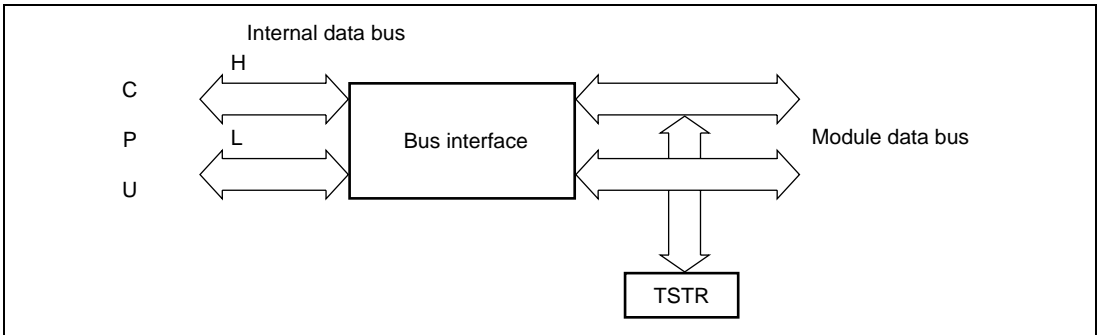 Internal data bus
H
C
P
U
L
Bus interface
Module data bus
TSTR